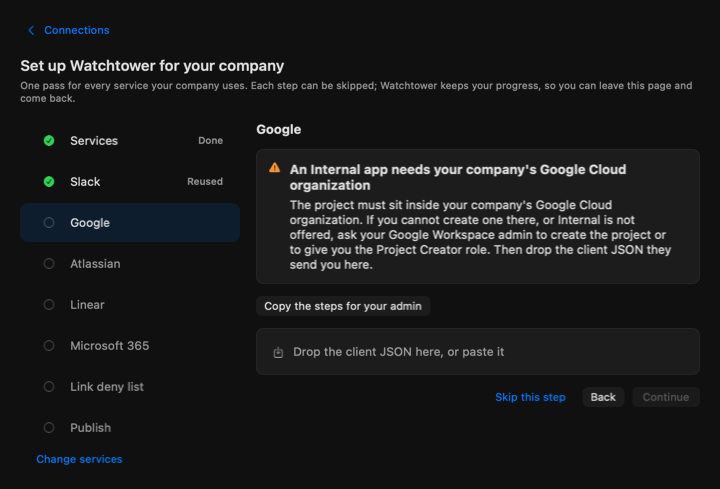 Connections
Set up Watchtower for your company
One pass for every service your company uses. Each step can be skipped; Watchtower keeps your progress, so you can leave this page and
come back.
Services
Done
Slack
Reused
Google
Atlassian
Linear
Microsoft 365
Link deny list
Publish
Change services
Google
An Internal app needs your company's Google Cloud
organization
The project must sit inside your company's Google Cloud
organization. If you cannot create one there, or Internal is not
offered, ask your Google Workspace admin to create the project or
to give you the Project Creator role. Then drop the client JSON they
send you here.
Copy the steps for your admin
Drop the client JSON here, or paste it
Skip this step
Back
Continue